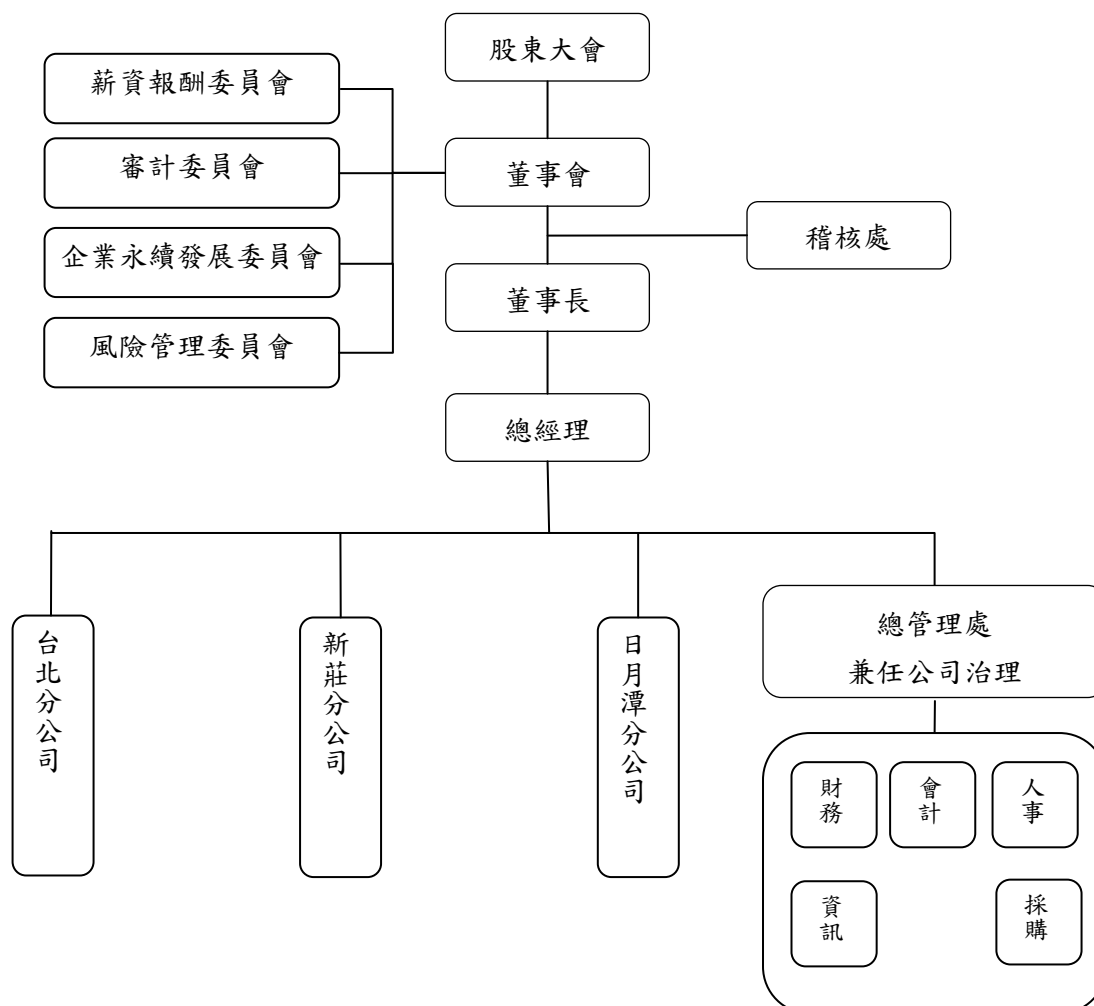 股東大會
薪資報酬委員會
審計委員會
董事會
稽核處
企業永續發展委員會
董事長
風險管理委員會
總經理
台北分公司
新莊分公司
日月潭分公司
總管理處
兼任公司治理
財務
會計
人事
資訊
採購